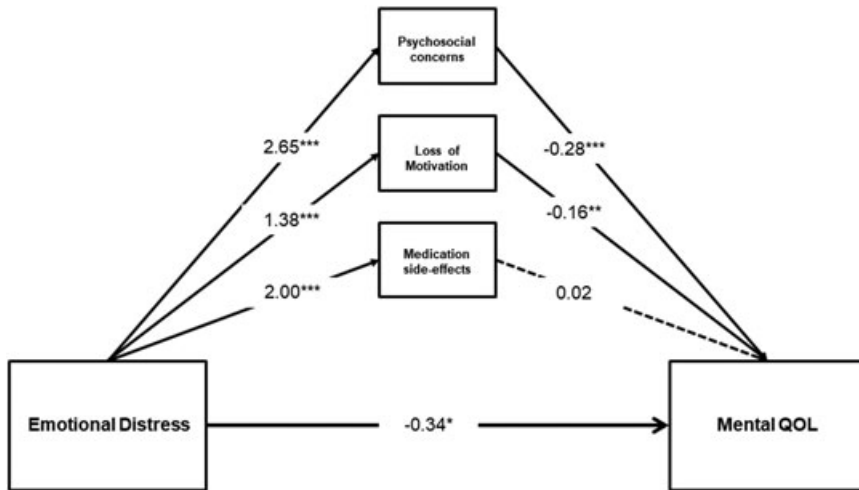 Psychosocial
concerns
2.65***
Loss of
Motivation
-0.28***
1.38***
-0.16**
Medication
side-effects
2.00***
0.02
Emotional Distress
-0.34*
Mental QOL